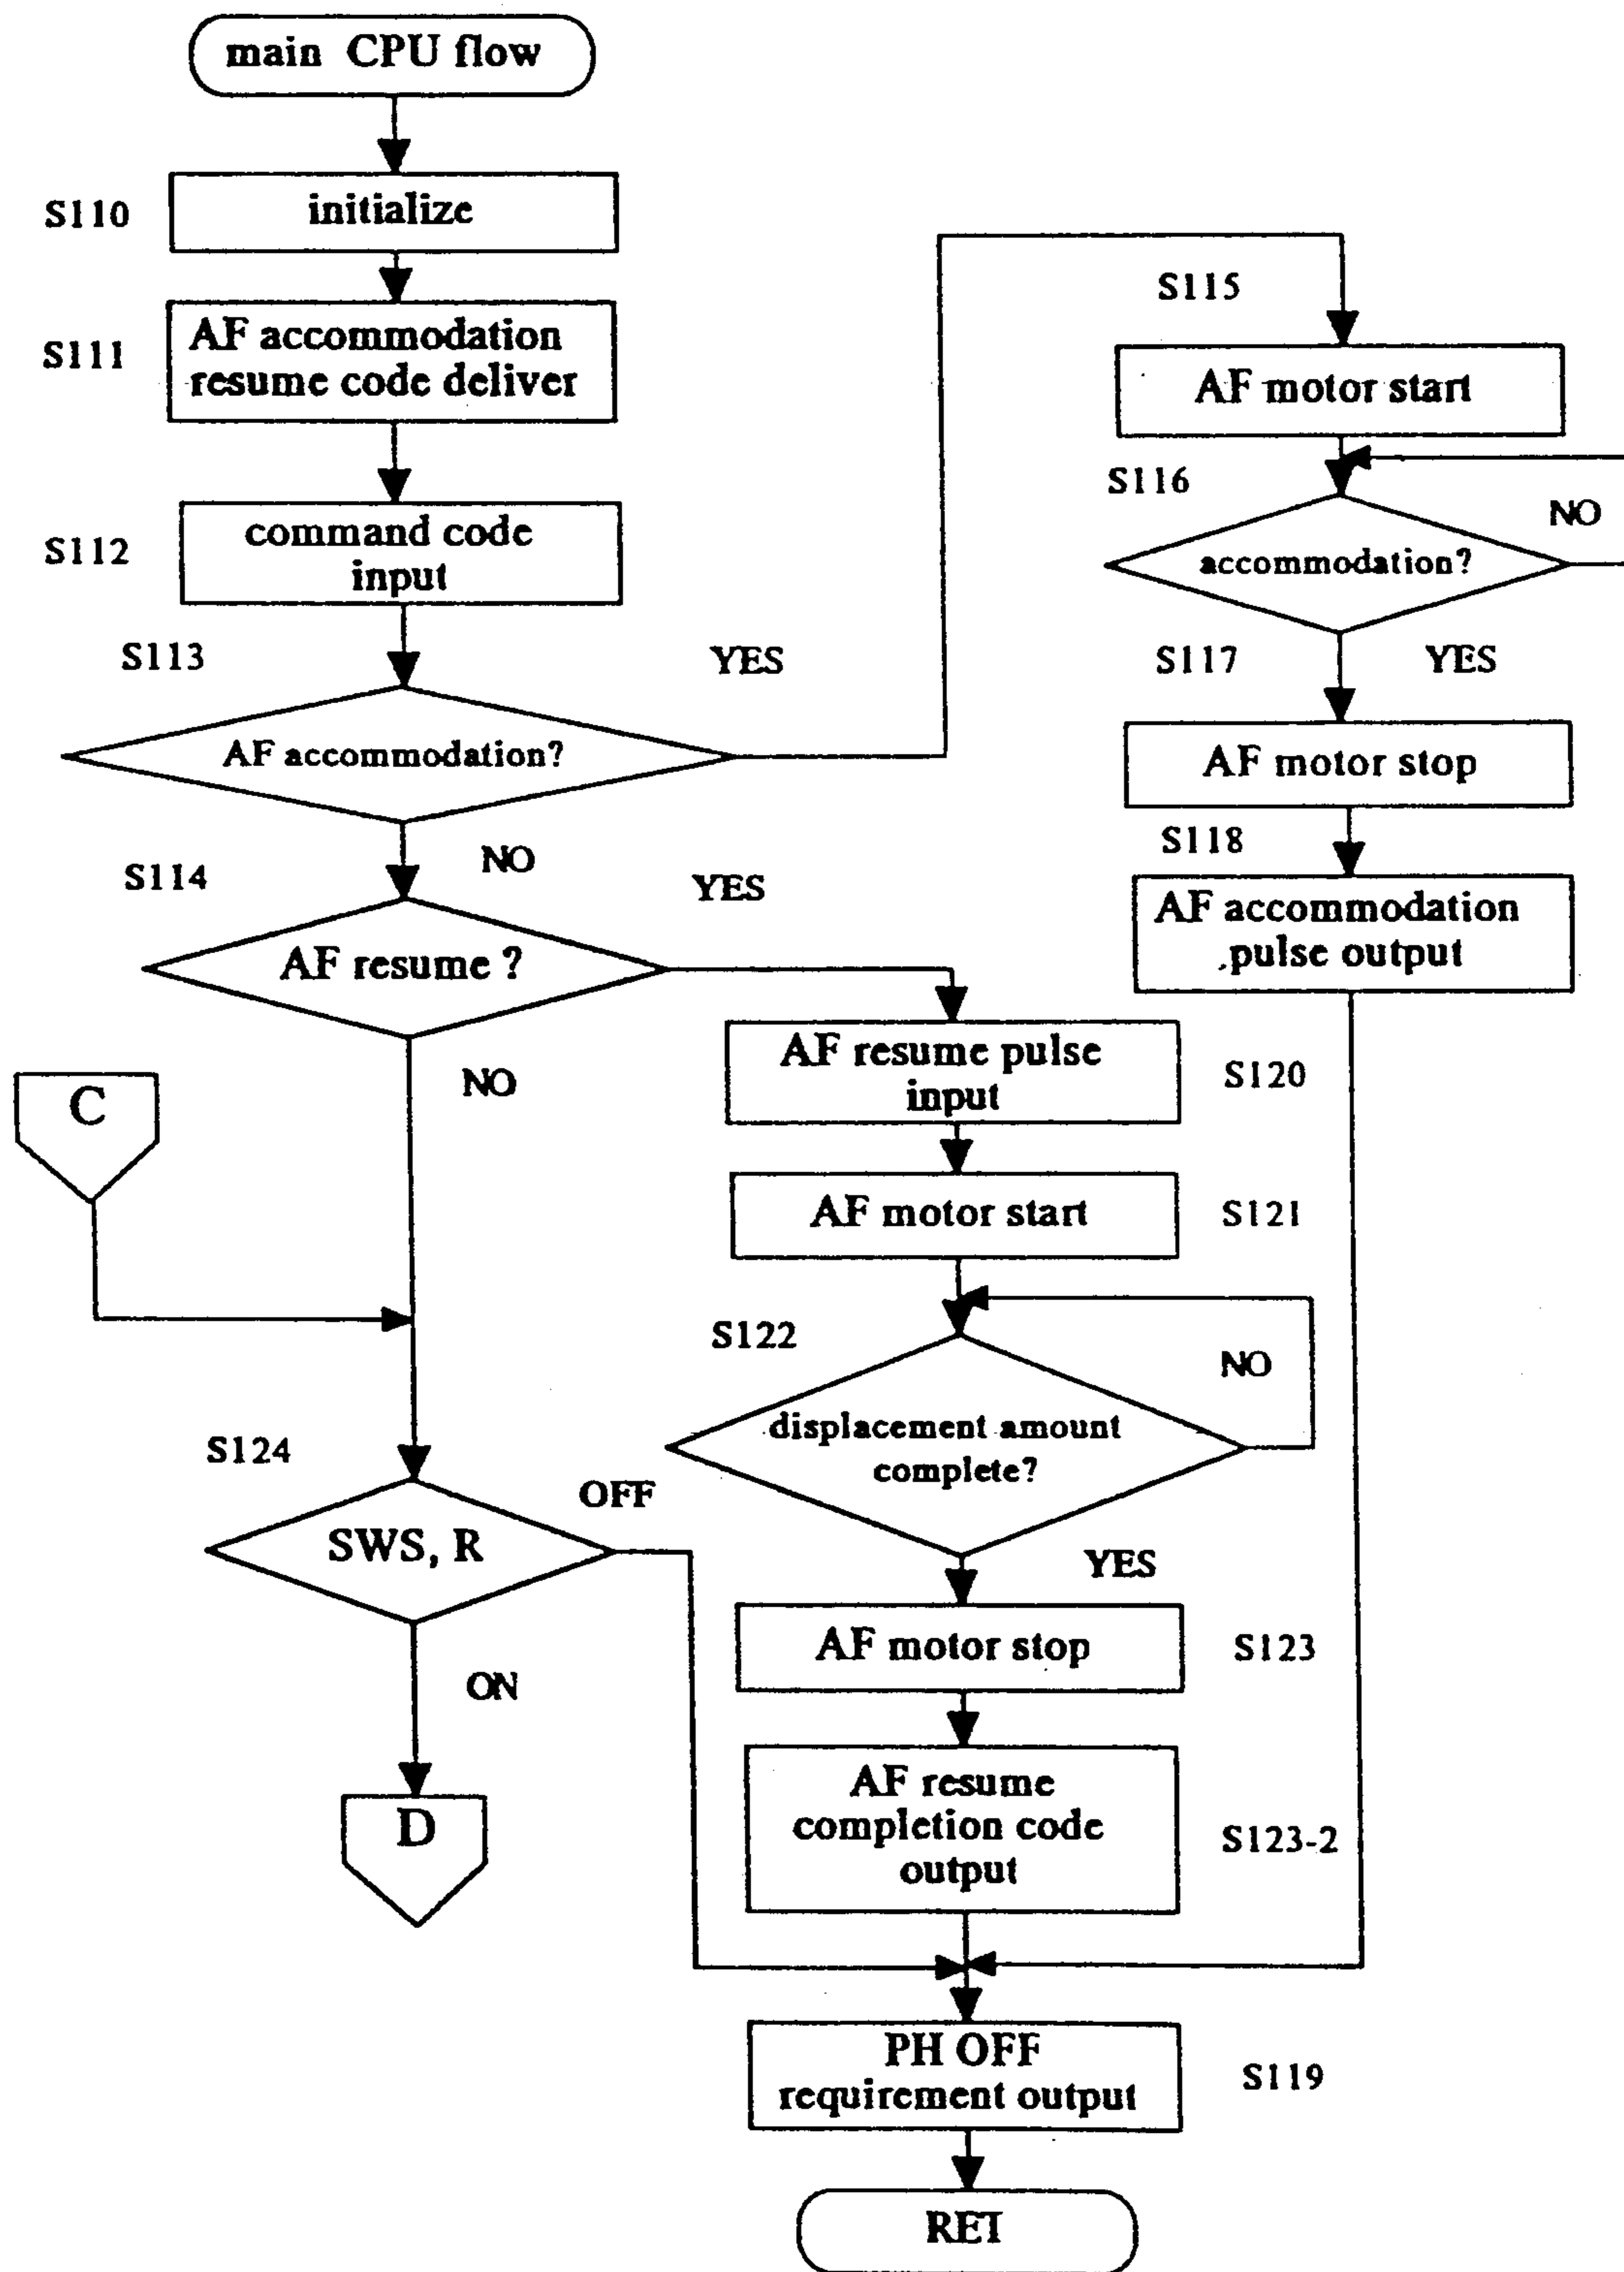 main CPU flow
S110
initialize
S111
AF accommodation
resume code deliver
S112
command code
input
S113
YES
AF accommodation?
NO
S114
YES
AF resume ?
NO
C
S115
AF motor start
S116
NO
accommodation?
S117
YES
AF motor stop
S118
AF accommodation
pulse output
AF resume pulse
input
S120
AF motor start
S121
S122
NO
displacement amount
complete?
YES
S124
OFF
SWS, R
ON
D
AF motor stop
S123
AF resume
completion code
output
S123-2
PH OFF
requirement output
S119
RET